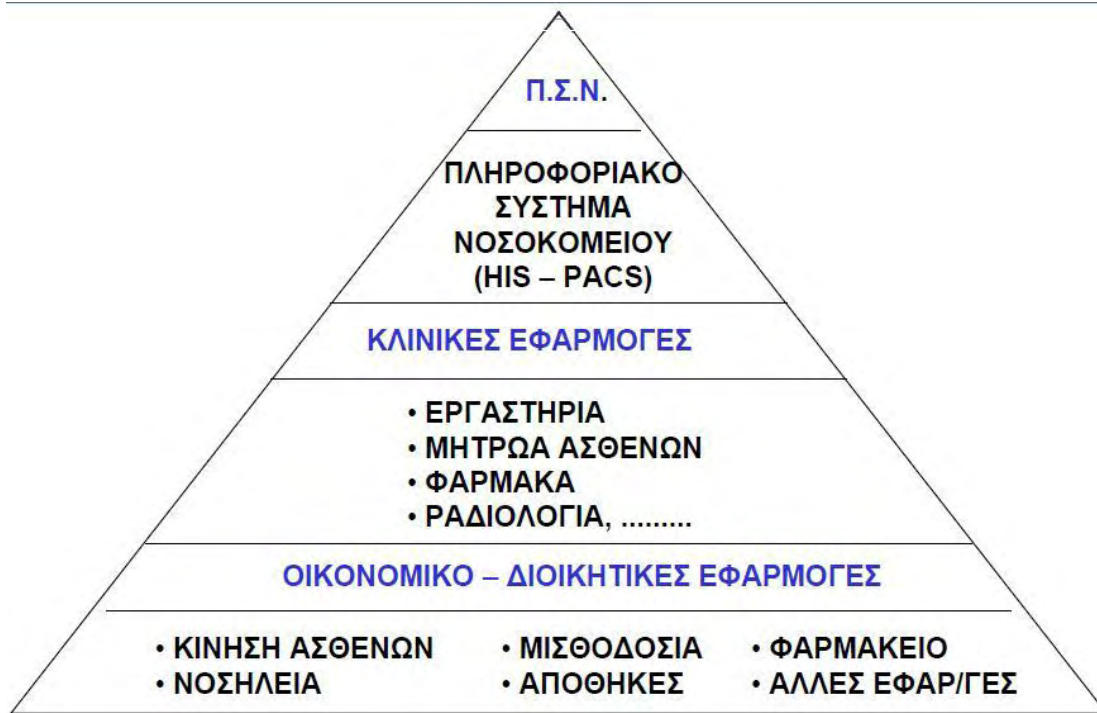 Π.Σ.Ν.
ΠΛΗΡΟΦΟΡΙΑΚΟ
ΣΥΣΤΗΜΑ
ΝΟΣΟΚΟΜΕΙΟΥ
(HIS – PACS)
ΚΛΙΝΙΚΕΣ ΕΦΑΡΜΟΓΕΣ
• ΕΡΓΑΣΤΗΡΙΑ
• ΜΗΤΡΩΑ ΑΣΘΕΝΩΝ
• ΦΑΡΜΑΚΑ
• ΡΑΔΙΟΛΟΓΙΑ, .........
ΟΙΚΟΝΟΜΙΚΟ – ΔΙΟΙΚΗΤΙΚΕΣ ΕΦΑΡΜΟΓΕΣ
• ΚΙΝΗΣΗ ΑΣΘΕΝΩΝ • ΜΙΣΘΟΔΟΣΙΑ • ΦΑΡΜΑΚΕΙΟ
• ΝΟΣΗΛΕΙΑ • ΑΠΟΘΗΚΕΣ • ΑΛΛΕΣ ΕΦΑΡ/ΓΕΣ